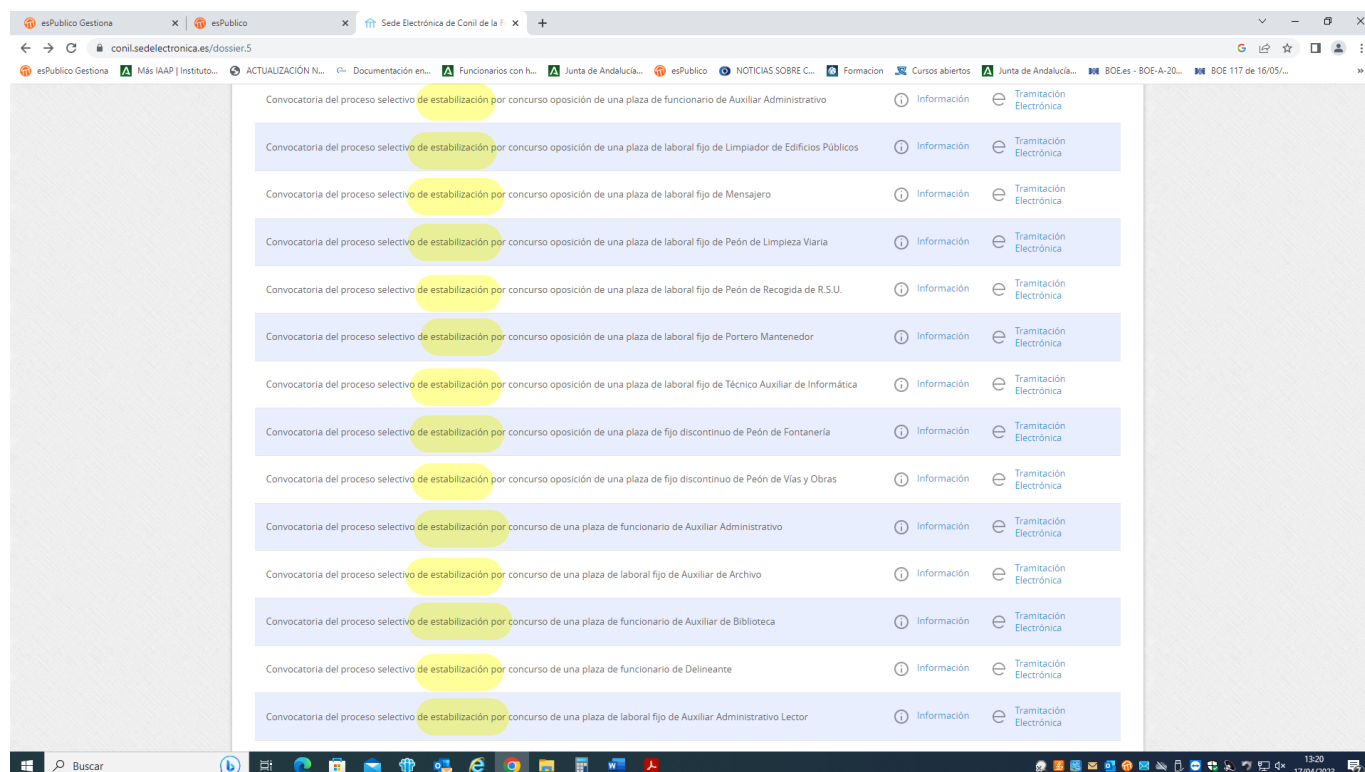 esPublico Gestiona
esPublico
Sede Electrónica de Conil de la F
conil.sedelectronica.es/dossier.5
esPublico Gestiona Más IAAP | Instituto... ACTUALIZACIÓN N... Documentación en... Funcionarios con h... Junta de Andalucía... esPublico NOTICIAS SOBRE C... Formacion Cursos abiertos Junta de Andalucía... BOE.es - BOE-A-20... BOE 117 de 16/05/...
Convocatoria del proceso selectivo de estabilización por concurso oposición de una plaza de funcionario de Auxiliar Administrativo Información Tramitación
Electrónica
Convocatoria del proceso selectivo de estabilización por concurso oposición de una plaza de laboral fijo de Limpiador de Edificios Públicos Información Tramitación
Electrónica
Convocatoria del proceso selectivo de estabilización por concurso oposición de una plaza de laboral fijo de Mensajero Información Tramitación
Electrónica
Convocatoria del proceso selectivo de estabilización por concurso oposición de una plaza de laboral fijo de Peón de Limpieza Viaria Información Tramitación
Electrónica
Convocatoria del proceso selectivo de estabilización por concurso oposición de una plaza de laboral fijo de Peón de Recogida de R.S.U. Información Tramitación
Electrónica
Convocatoria del proceso selectivo de estabilización por concurso oposición de una plaza de laboral fijo de Portero Mantenedor Información Tramitación
Electrónica
Convocatoria del proceso selectivo de estabilización por concurso oposición de una plaza de laboral fijo de Técnico Auxiliar de Informática Información Tramitación
Electrónica
Convocatoria del proceso selectivo de estabilización por concurso oposición de una plaza de fijo discontinuo de Peón de Fontanería Información Tramitación
Electrónica
Convocatoria del proceso selectivo de estabilización por concurso oposición de una plaza de fijo discontinuo de Peón de Vías y Obras Información Tramitación
Electrónica
Convocatoria del proceso selectivo de estabilización por concurso de una plaza de funcionario de Auxiliar Administrativo Información Tramitación
Electrónica
Convocatoria del proceso selectivo de estabilización por concurso de una plaza de laboral fijo de Auxiliar de Archivo Información Tramitación
Electrónica
Convocatoria del proceso selectivo de estabilización por concurso de una plaza de funcionario de Auxiliar de Biblioteca Información Tramitación
Electrónica
Convocatoria del proceso selectivo de estabilización por concurso de una plaza de funcionario de Delineante Información Tramitación
Electrónica
Convocatoria del proceso selectivo de estabilización por concurso de una plaza de laboral fijo de Auxiliar Administrativo Lector Información Tramitación
Electrónica
Buscar
13:20